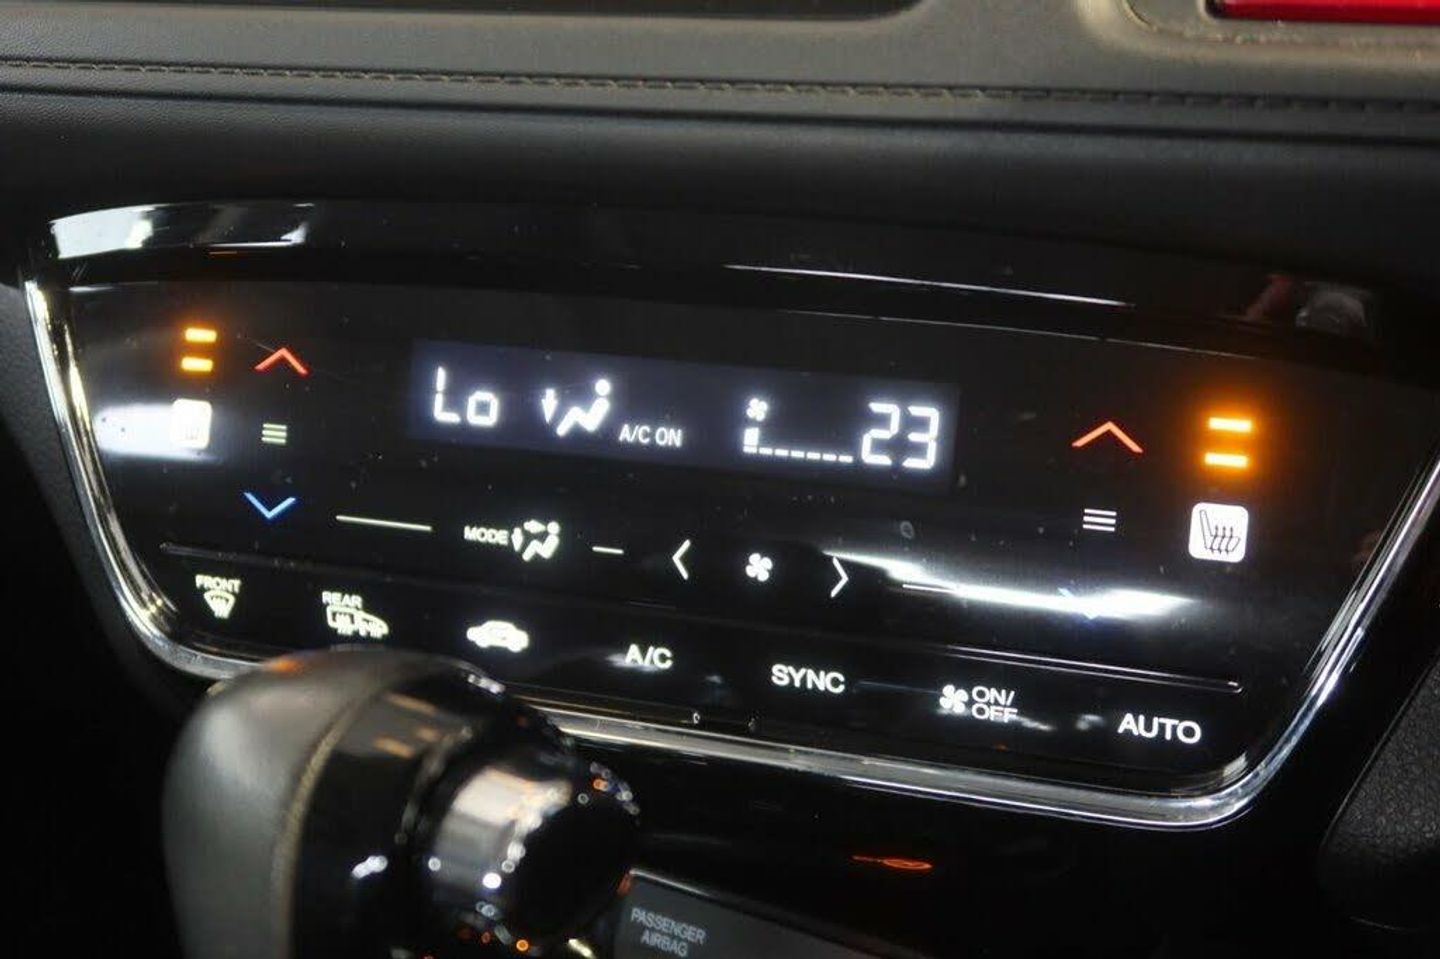 Lo
A/C ON
23
MODE
FRONT
REAR
A/C
SYNC
ON/
OFF
AUTO
PASSENGER
AIRBAG